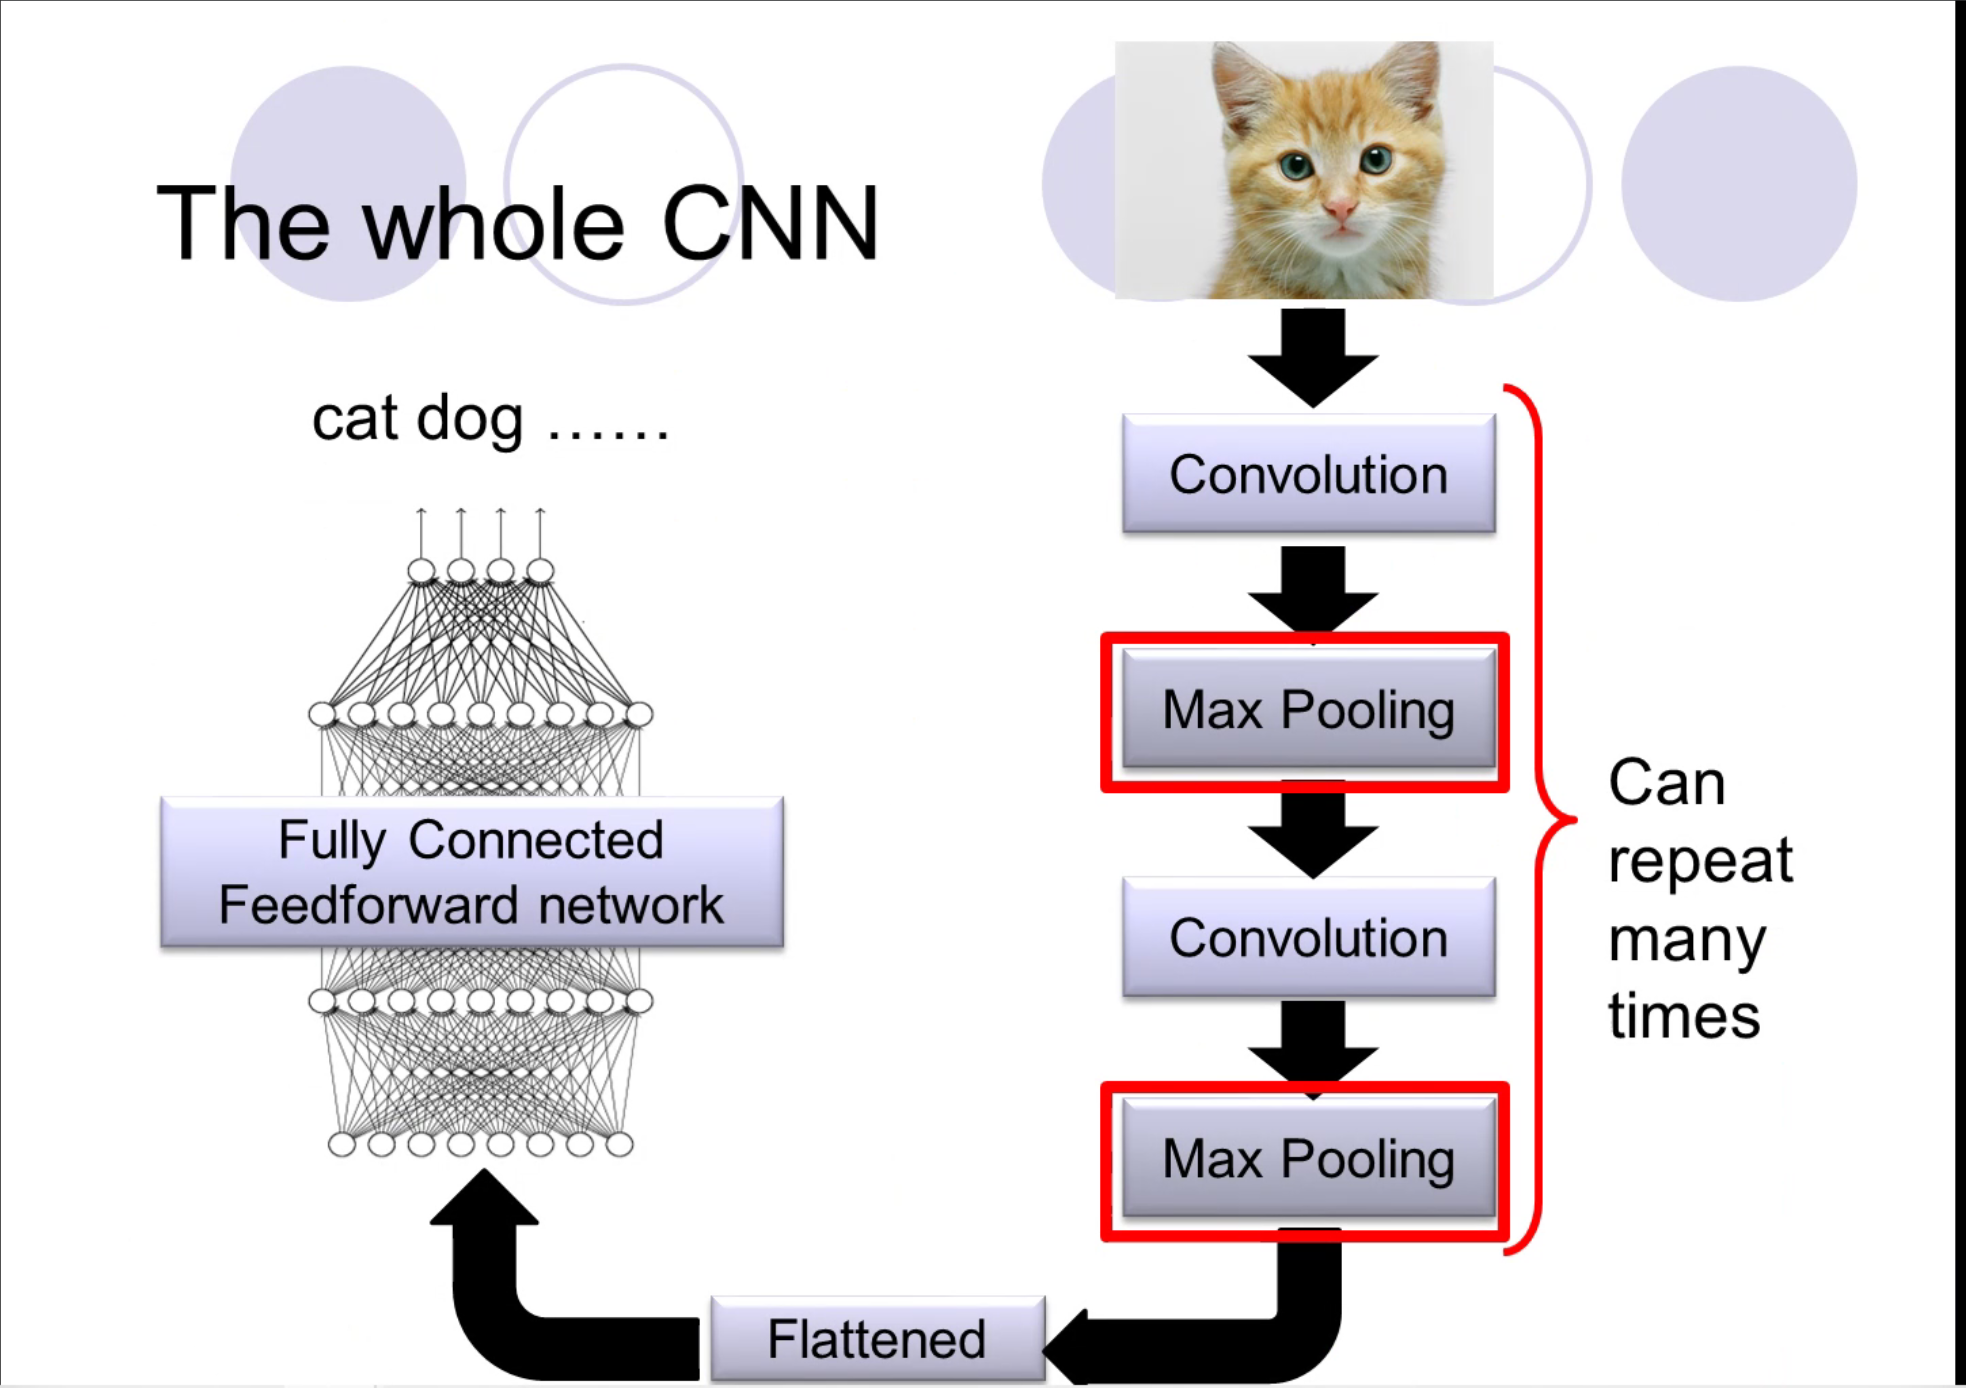 The whole CNN
cat dog ……
Convolution
Max Pooling
Convolution
Max Pooling
Can
repeat
many
times
Flattened
Fully Connected
Feedforward network